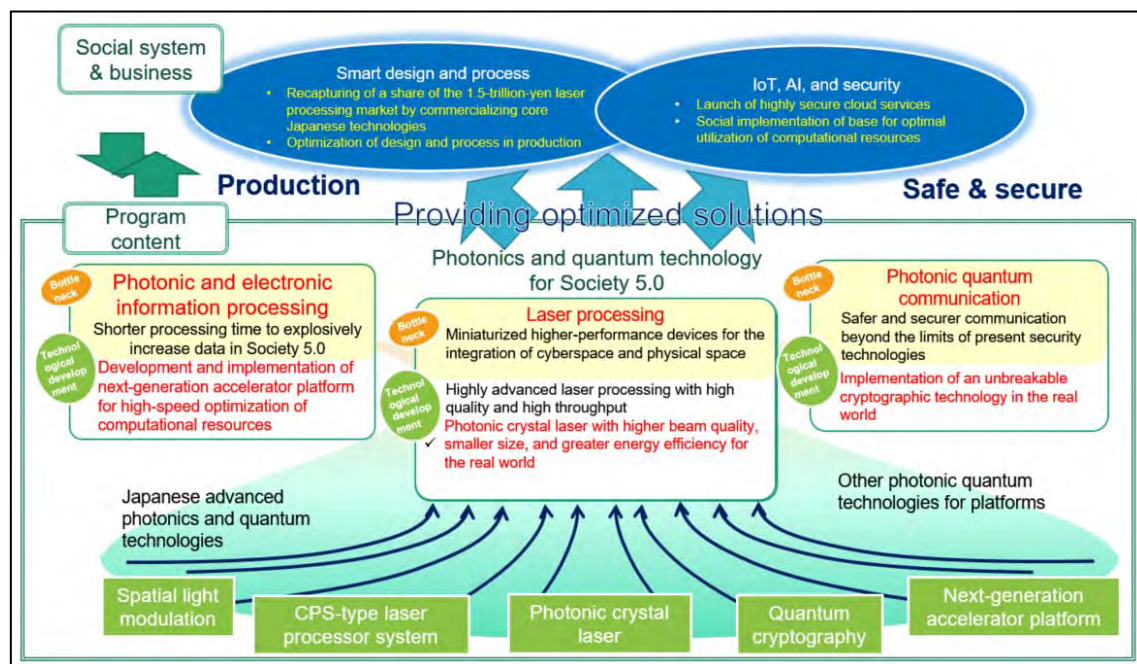 Social system
& business
Smart design and process
• Recapturing of a share of the 1.5-trillion-yen laser
processing market by commercializing core
Japanese technologies
• Optimization of design and process in production
IoT, AI, and security
• Launch of highly secure cloud services
• Social implementation of base for optimal
utilization of computational resources
Production
Safe & secure
Providing optimized solutions
Program
content
Photonics and quantum technology
for Society 5.0
Bottle
neck
Photonic and electronic
information processing
Shorter processing time to explosively
increase data in Society 5.0
Technol
ogical develop
ment
Development and implementation of
next-generation accelerator platform
for high-speed optimization of
computational resources
Bottle
neck
Laser processing
Miniaturized higher-performance devices for the
integration of cyberspace and physical space
Technol
ogical develop
ment
Highly advanced laser processing with high
quality and high throughput
✓ Photonic crystal laser with higher beam quality,
smaller size, and greater energy efficiency for
the real world
Bottle
neck
Photonic quantum
communication
Safer and securer communication
beyond the limits of present security
technologies
Technol
ogical develop
ment
Implementation of an unbreakable
cryptographic technology in the real
world
Japanese advanced
photonics and quantum
technologies
Other photonic quantum
technologies for platforms
Spatial light
modulation
CPS-type laser
processor system
Photonic crystal
laser
Quantum
cryptography
Next-generation
accelerator platform